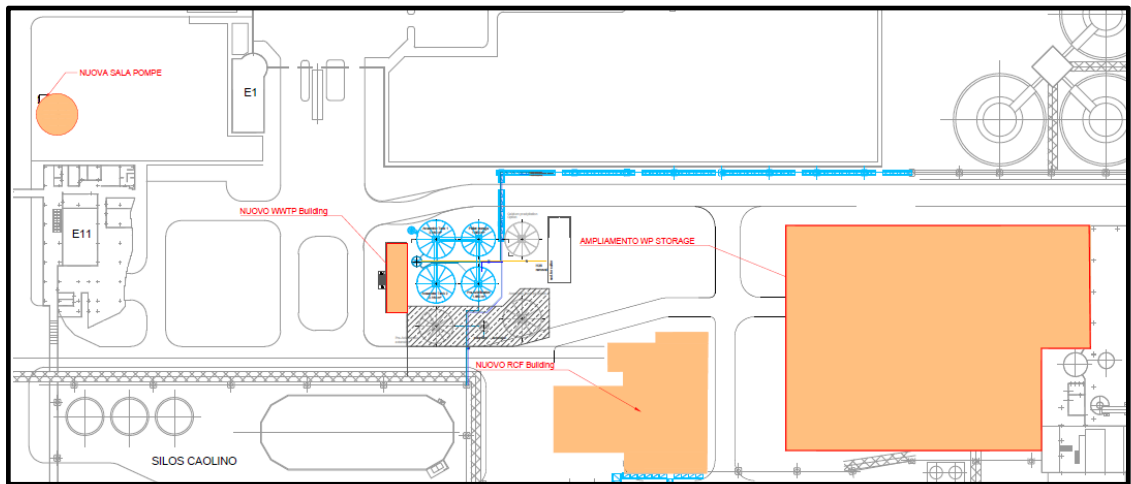 NUOVA SALA POMPE
E1
NUOVO WWTP Building
E11
AMPLIAMENTO WP STORAGE
NUOVO RCF Building
SILOS CAOLINO